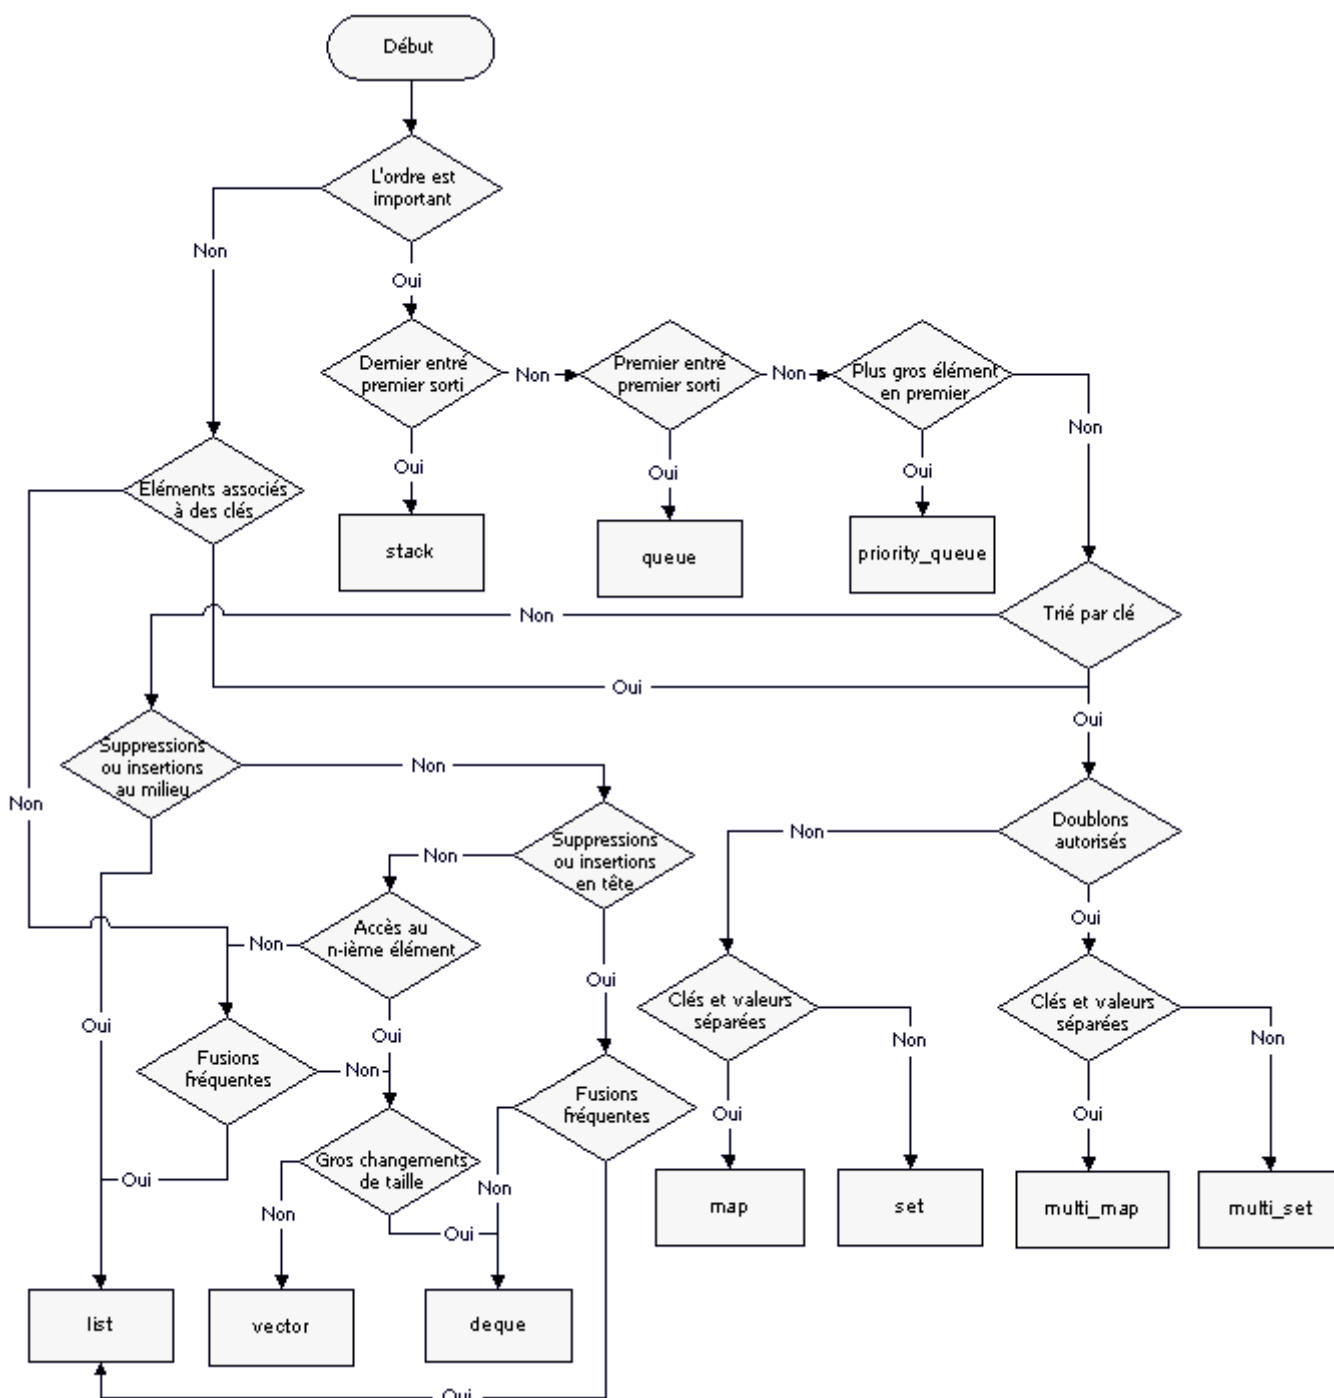 Début
L'ordre est
important
Non
Oui
Dernier entré
premier sorti
Non
Premier entré
premier sorti
Non
Plus gros élément
en premier
Non
Oui
Oui
Oui
Eléments associés
à des clés
stack
queue
priority_queue
Non
Trié par clé
Oui
Oui
Suppressions
ou insertions
au milieu
Non
Non
Suppressions
ou insertions
en tête
Non
Non
Doublons
autorisés
Oui
Accès au
n-ième élément
Non
Oui
Clés et valeurs
séparées
Clés et valeurs
séparées
Oui
Oui
Non
Non
Fusions
fréquentes
Non
Fusions
fréquentes
Oui
Oui
Gros changements
de taille
Oui
Non
Non
Oui
map
set
multi_map
multi_set
list
vector
deque
Oui